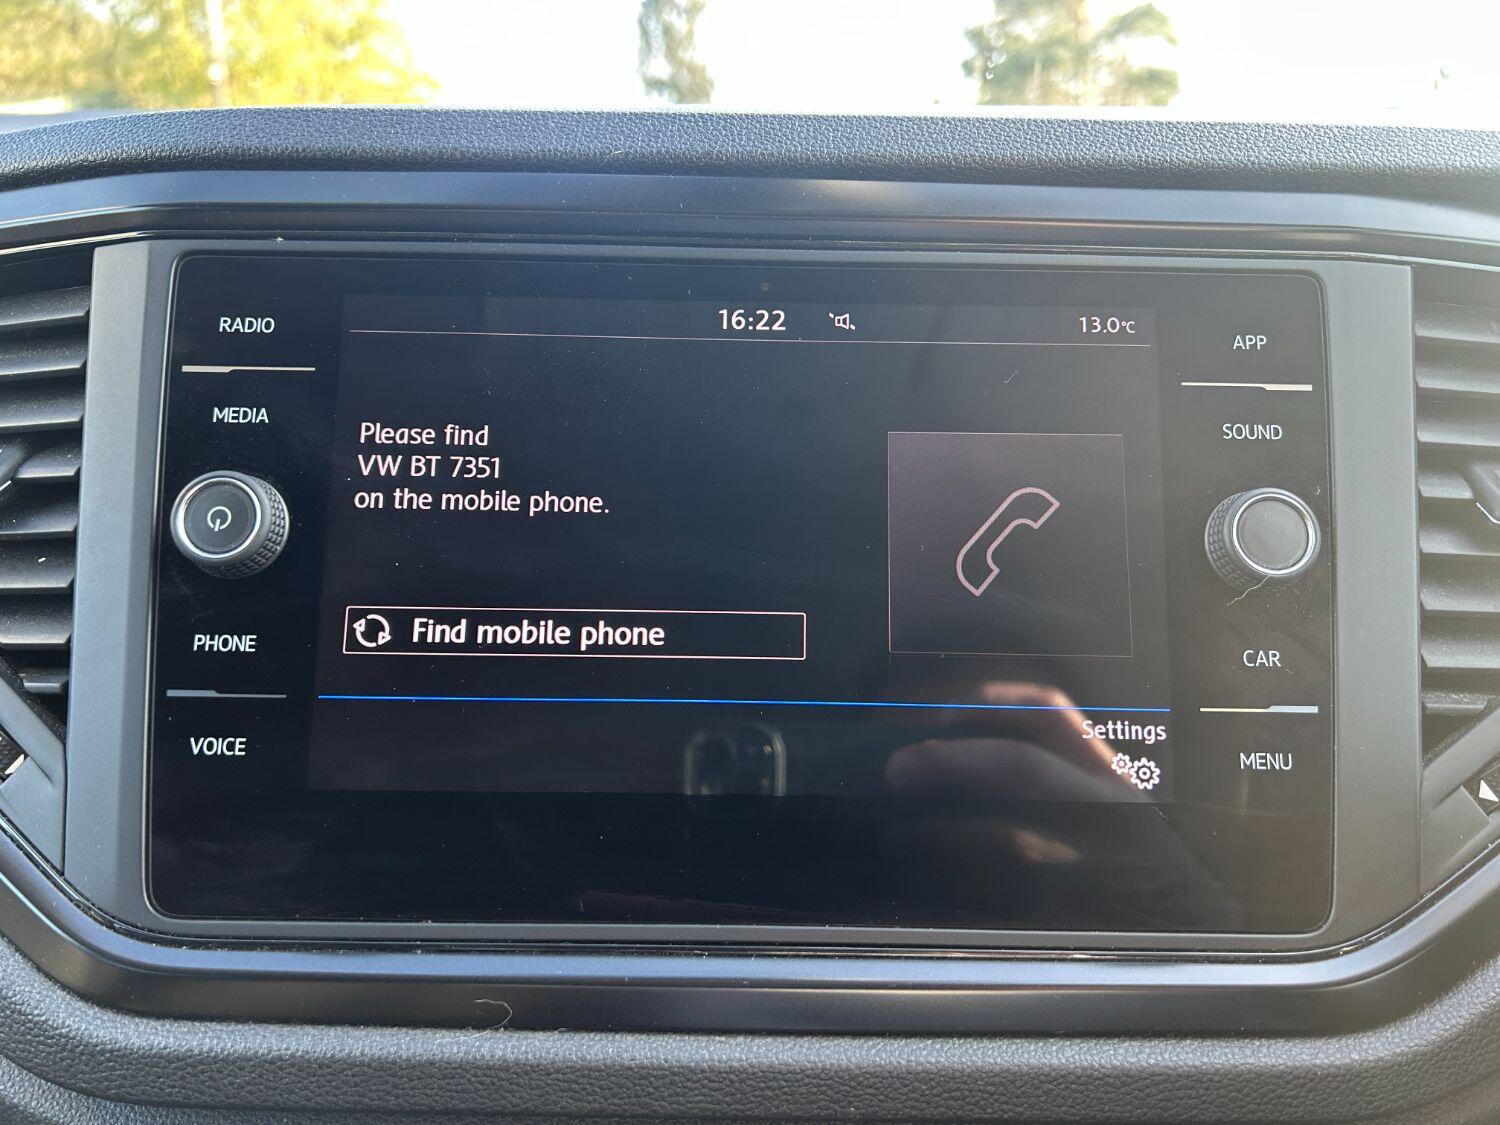 RADIO
MEDIA
PHONE
VOICE
16:22
13.0°C
Please find
VW BT 7351
on the mobile phone.
Find mobile phone
Settings
APP
SOUND
CAR
MENU